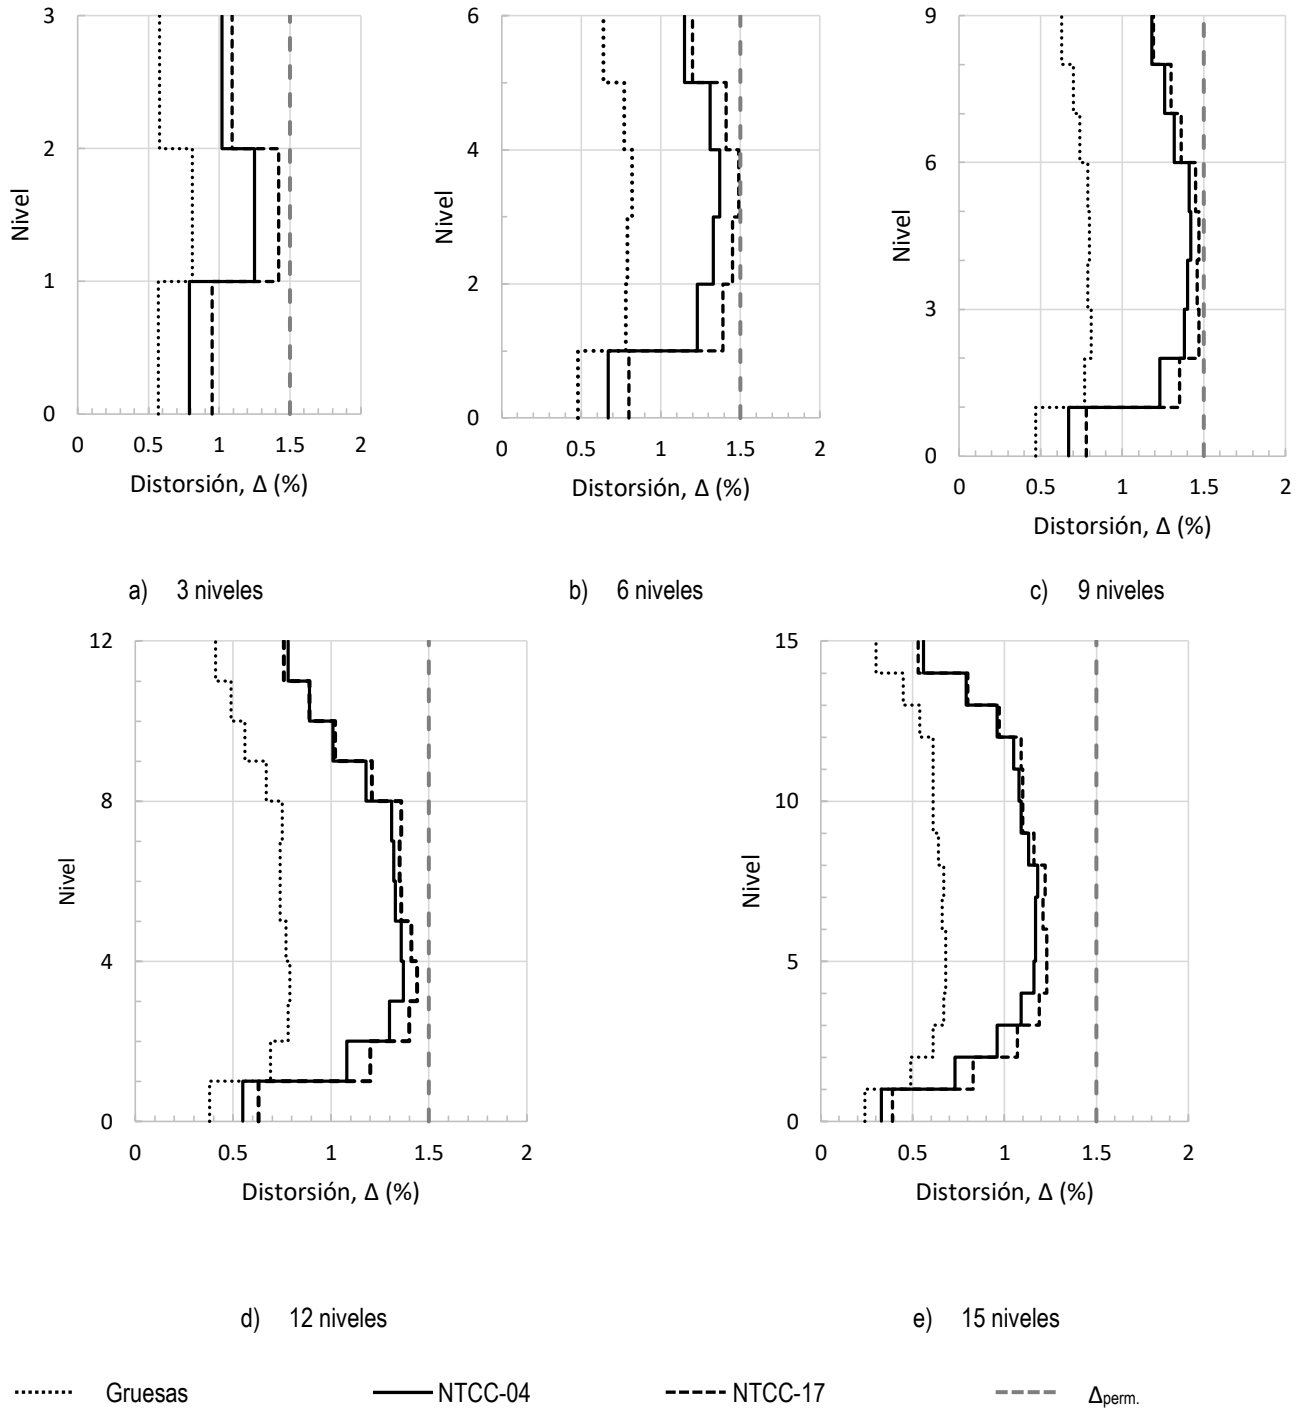 3
2
1
0
Nivel
0
0.5
1
1.5
2
Distorsión, Δ (%)
a) 3 niveles
6
4
2
0
Nivel
0
0.5
1
1.5
2
Distorsión, Δ (%)
b) 6 niveles
9
6
3
0
Nivel
0
0.5
1
1.5
2
Distorsión, Δ (%)
c) 9 niveles
12
8
4
0
Nivel
0
0.5
1
1.5
2
Distorsión, Δ (%)
d) 12 niveles
15
10
5
0
Nivel
0
0.5
1
1.5
2
Distorsión, Δ (%)
e) 15 niveles
Gruesas
NTCC-04
NTCC-17
Δperm.